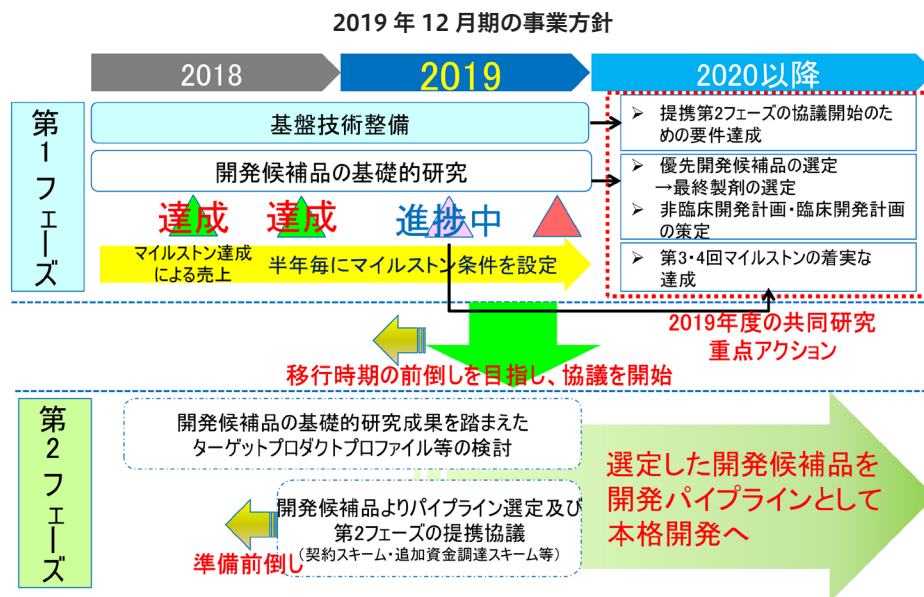 2019 年 12 月期の事業方針
2018
2019
2020以降
第1フェーズ
基盤技術整備
開発候補品の基礎的研究
達成
達成
進捗中
マイルストン達成
による売上
半年毎にマイルストン条件を設定
➢ 提携第2フェーズの協議開始のた
めの要件達成
➢ 優先開発候補品の選定
→最終製剤の選定
➢ 非臨床開発計画・臨床開発計画
の策定
➢ 第3・4回マイルストンの着実な
達成
2019年度の共同研究
重点アクション
移行時期の前倒しを目指し、協議を開始
第2フェーズ
開発候補品の基礎的研究成果を踏まえた
ターゲットプロダクトプロファイル等の検討
開発候補品よりパイプライン選定及び
第2フェーズの提携協議
（契約スキーム・追加資金調達スキーム等）
準備前倒し
選定した開発候補品を
開発パイプラインとして
本格開発へ